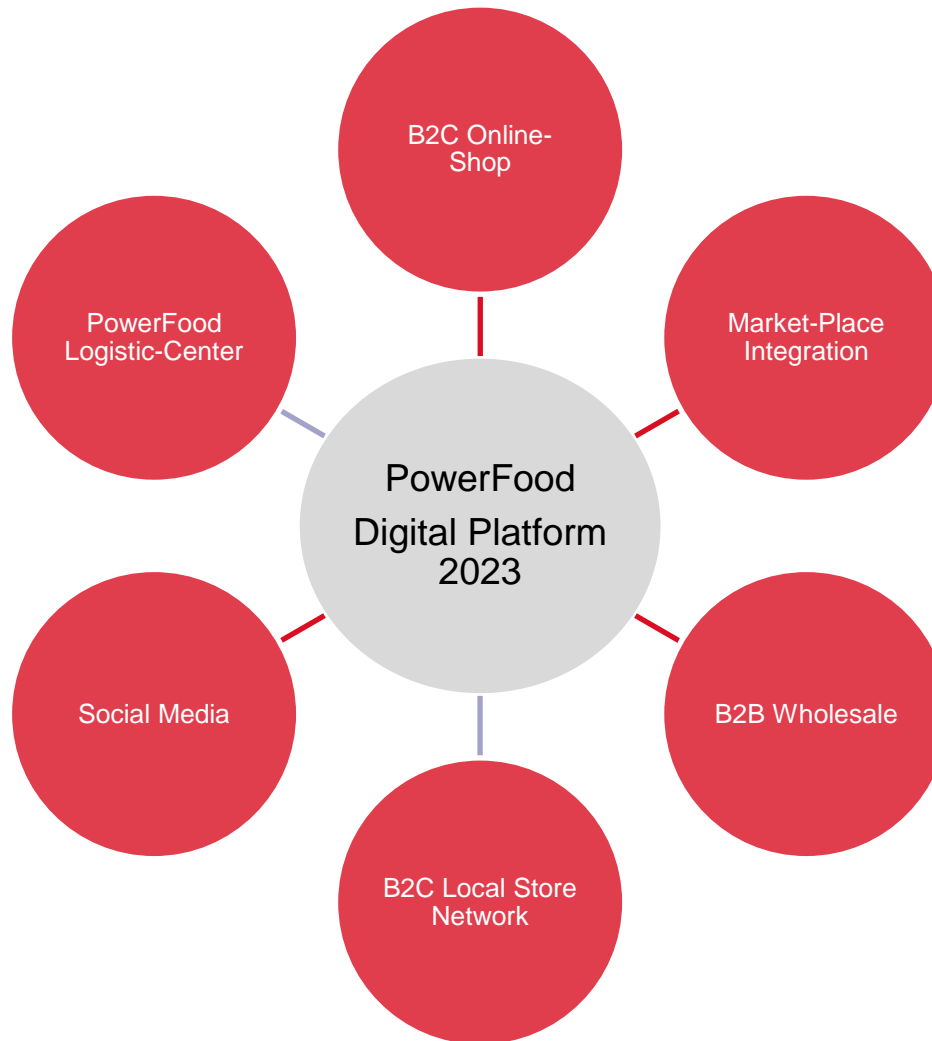 B2C Online-
Shop
PowerFood
Logistic-Center
Market-Place
Integration
PowerFood
Digital Platform
2023
Social Media
B2B Wholesale
B2C Local Store
Network